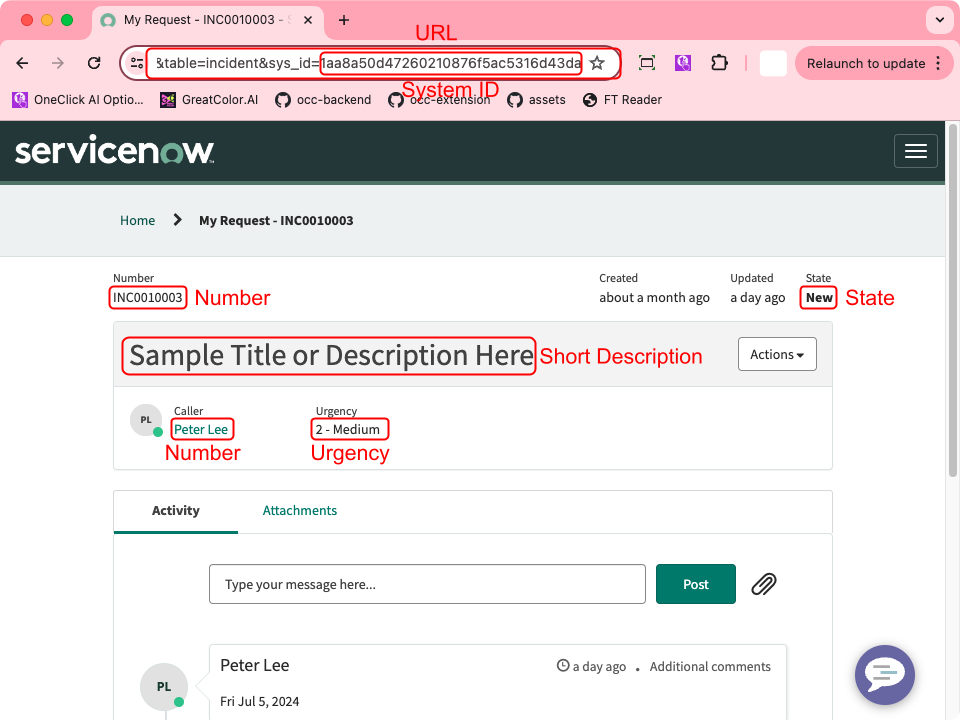 My Request - INC0010003 - S
URL
&table=incident&sys_id=1aa8a50d47260210876f5ac5316d43da
Relaunch to update
System ID
OneClick AI Optio...
GreatColor.AI
occ-backend
occ-extension
assets
FT Reader
servicenow
Home
My Request - INC0010003
Number
Created
Updated
State
INC0010003
Number
about a month ago
a day ago
New
State
Sample Title or Description Here
Short Description
Actions
PL
Caller
Urgency
Peter Lee
2 - Medium
Number
Urgency
Activity
Attachments
Type your message here...
Post
PL
Peter Lee
a day ago
Additional comments
Fri Jul 5, 2024